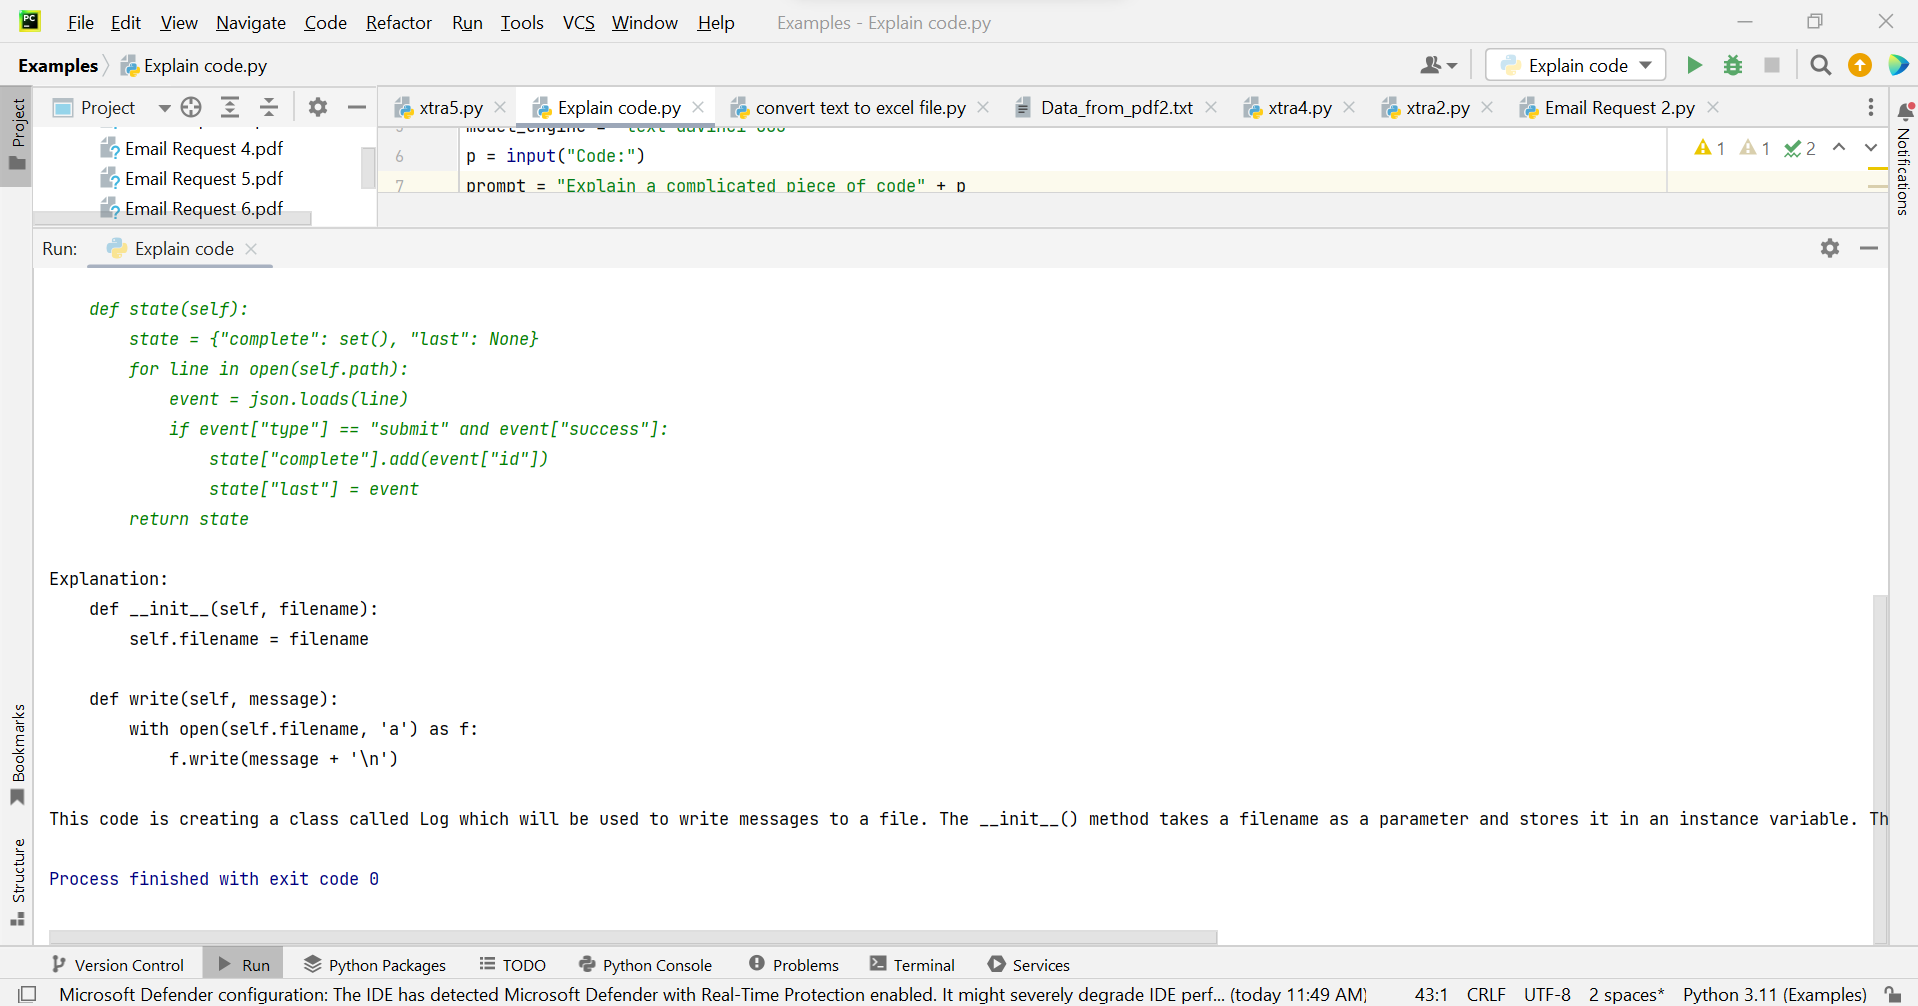 PC File Edit View Navigate Code Refactor Run Tools VCS Window Help Examples - Explain code.py
Examples Explain code.py Explain code
Project xtra5.py Explain code.py convert text to excel file.py Data_from_pdf2.txt xtra4.py xtra2.py Email Request 2.py
Project
Notifications
Email Request 4.pdf
Email Request 5.pdf
Email Request 6.pdf
6 p = input("Code:")
7 prompt = "Explain a complicated piece of code" + p
1 1 2
Run: Explain code
def state(self):
state = {"complete": set(), "last": None}
for line in open(self.path):
event = json.loads(line)
if event["type"] == "submit" and event["success"]:
state["complete"].add(event["id"])
state["last"] = event
return state
Explanation:
def __init__(self, filename):
self.filename = filename
def write(self, message):
with open(self.filename, 'a') as f:
f.write(message + '\n')
This code is creating a class called Log which will be used to write messages to a file. The __init__() method takes a filename as a parameter and stores it in an instance variable. Th
Process finished with exit code 0
Bookmarks
Structure
Version Control Run Python Packages TODO Python Console Problems Terminal Services
Microsoft Defender configuration: The IDE has detected Microsoft Defender with Real-Time Protection enabled. It might severely degrade IDE perf... (today 11:49 AM) 43:1 CRLF UTF-8 2 spaces* Python 3.11 (Examples)